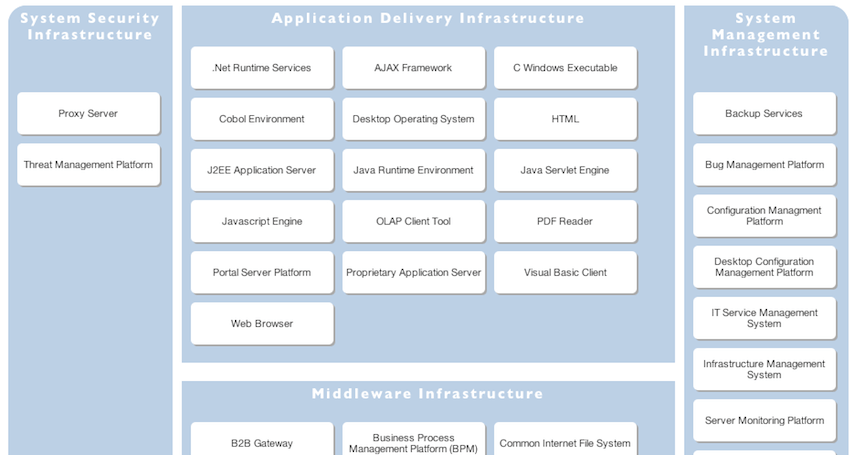 System Security
Infrastructure
Proxy Server
Threat Management Platform
Application Delivery Infrastructure
.Net Runtime Services
AJAX Framework
C Windows Executable
Cobol Environment
Desktop Operating System
HTML
J2EE Application Server
Java Runtime Environment
Java Servlet Engine
Javascript Engine
OLAP Client Tool
PDF Reader
Portal Server Platform
Proprietary Application Server
Visual Basic Client
Web Browser
Middleware Infrastructure
B2B Gateway
Business Process
Management Platform (BPM)
Common Internet File System
System
Management
Infrastructure
Backup Services
Bug Management Platform
Configuration Managment
Platform
Desktop Configuration
Management Platform
IT Service Management
System
Infrastructure Management
System
Server Monitoring Platform